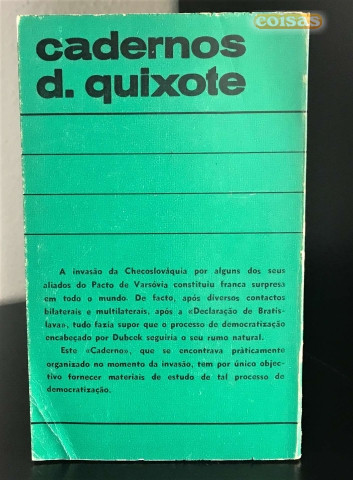 coisas
cadernos
d. quixote
A invasão da Checoslováquia por alguns dos seus
aliados do Pacto de Varsóvia constituiu franca surpresa
em todo o mundo. De facto, após diversos contactos
bilaterais e multilaterais, após a «Declaração de Bratis-
lava», tudo fazia supor que o processo de democratização
encabeçado por Dubcek seguiria o seu rumo natural.
Este «Caderno», que se encontrava práticamente
organizado no momento da invasão, tem por único objec-
tivo fornecer materiais de estudo de tal processo de
democratização.